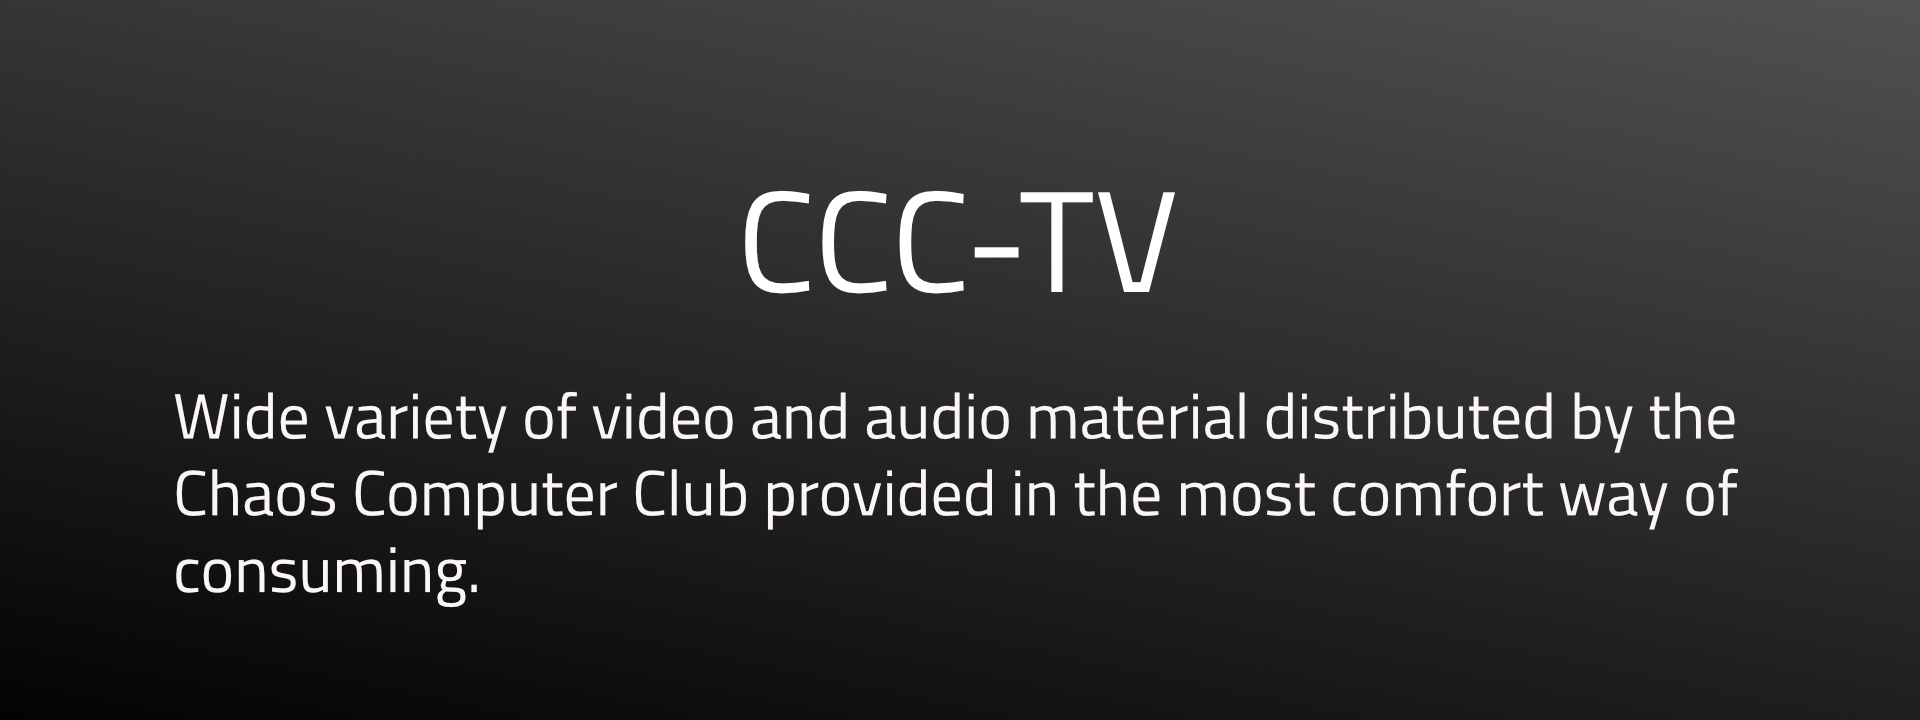 CCC-TV
Wide variety of video and audio material distributed by the
Chaos Computer Club provided in the most comfort way of
consuming.